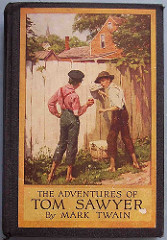 THE ADVENTURES OF
TOM SAWYER
By MARK TWAIN